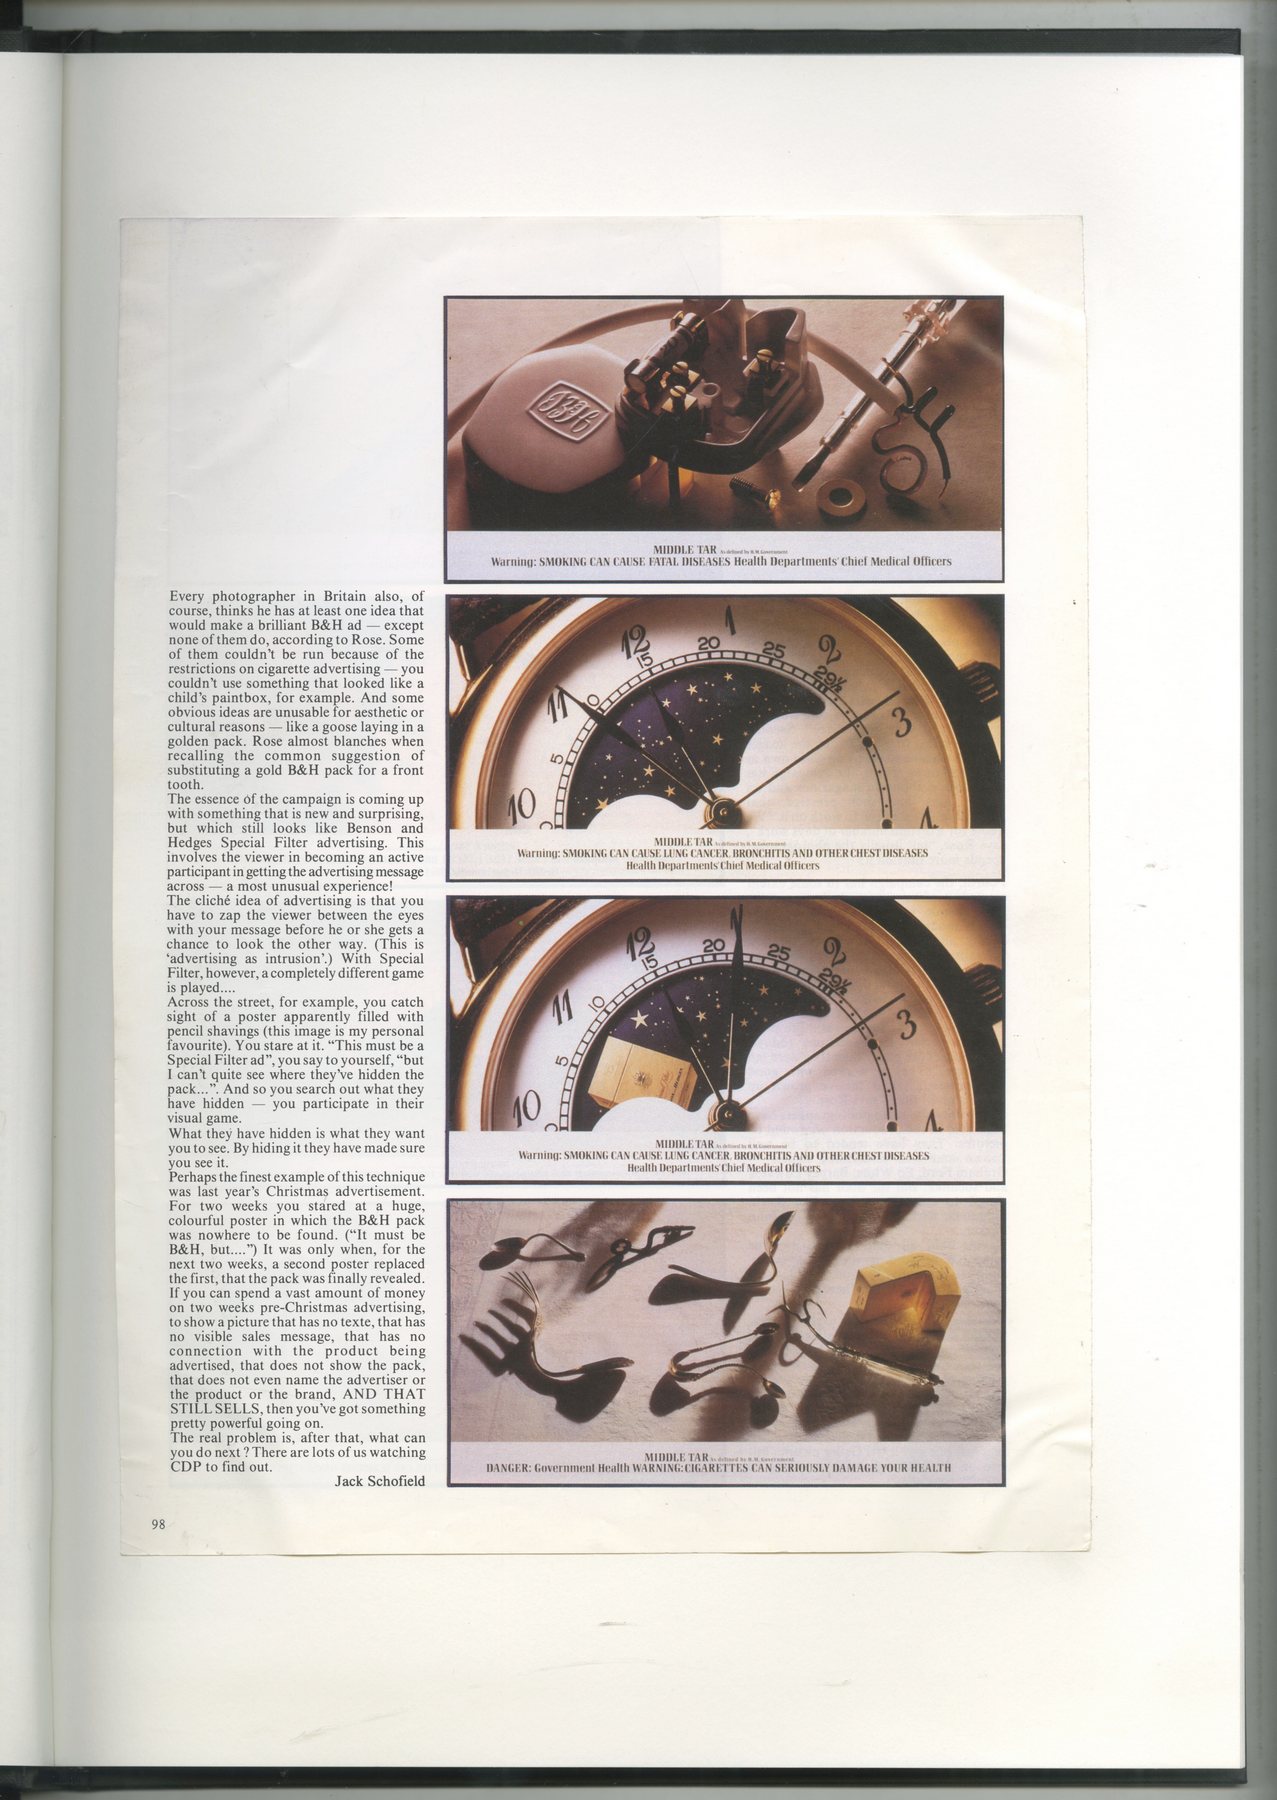 Every photographer in Britain also, of
course, thinks he has at least one idea that
would make a brilliant B&H ad — except
none of them do, according to Rose. Some
of them couldn't be run because of the
restrictions on cigarette advertising — you
couldn't use something that looked like a
child's paintbox, for example. And some
obvious ideas are unusable for aesthetic or
cultural reasons — like a goose laying in a
golden pack. Rose almost blanches when
recalling the common suggestion of
substituting a gold B&H pack for a front
tooth.
The essence of the campaign is coming up
with something that is new and surprising,
but which still looks like Benson and
Hedges Special Filter advertising. This
involves the viewer in becoming an active
participant in getting the advertising message
across — a most unusual experience!
The cliché idea of advertising is that you
have to zap the viewer between the eyes
with your message before he or she gets a
chance to look the other way. (This is
'advertising as intrusion'.) With Special
Filter, however, a completely different game
is played....
Across the street, for example, you catch
sight of a poster apparently filled with
pencil shavings (this image is my personal
favourite). You stare at it. "This must be a
Special Filter ad", you say to yourself, "but
I can't quite see where they've hidden the
pack...". And so you search out what they
have hidden — you participate in their
visual game.
What they have hidden is what they want
you to see. By hiding it they have made sure
you see it.
Perhaps the finest example of this technique
was last year's Christmas advertisement.
For two weeks you stared at a huge,
colourful poster in which the B&H pack
was nowhere to be found. ("It must be
B&H, but....") It was only when, for the
next two weeks, a second poster replaced
the first, that the pack was finally revealed.
If you can spend a vast amount of money
on two weeks pre-Christmas advertising,
to show a picture that has no texte, that has
no visible sales message, that has no
connection with the product being
advertised, that does not show the pack,
that does not even name the advertiser or
the product or the brand, AND THAT
STILL SELLS, then you've got something
pretty powerful going on.
The real problem is, after that, what can
you do next ? There are lots of us watching
CDP to find out.
Jack Schofield
98
B&H
MIDDLE TAR As defined by H.M. Government
Warning: SMOKING CAN CAUSE FATAL DISEASES Health Departments' Chief Medical Officers
10 11 12 1 2 3
5 10 15 20 25 29½
MIDDLE TAR As defined by H.M. Government
Warning: SMOKING CAN CAUSE LUNG CANCER, BRONCHITIS AND OTHER CHEST DISEASES
Health Departments' Chief Medical Officers
10 11 12 1 2 3 4
5 10 15 20 25 29½
MIDDLE TAR As defined by H.M. Government
Warning: SMOKING CAN CAUSE LUNG CANCER, BRONCHITIS AND OTHER CHEST DISEASES
Health Departments' Chief Medical Officers
MIDDLE TAR As defined by H.M. Government
DANGER: Government Health WARNING: CIGARETTES CAN SERIOUSLY DAMAGE YOUR HEALTH